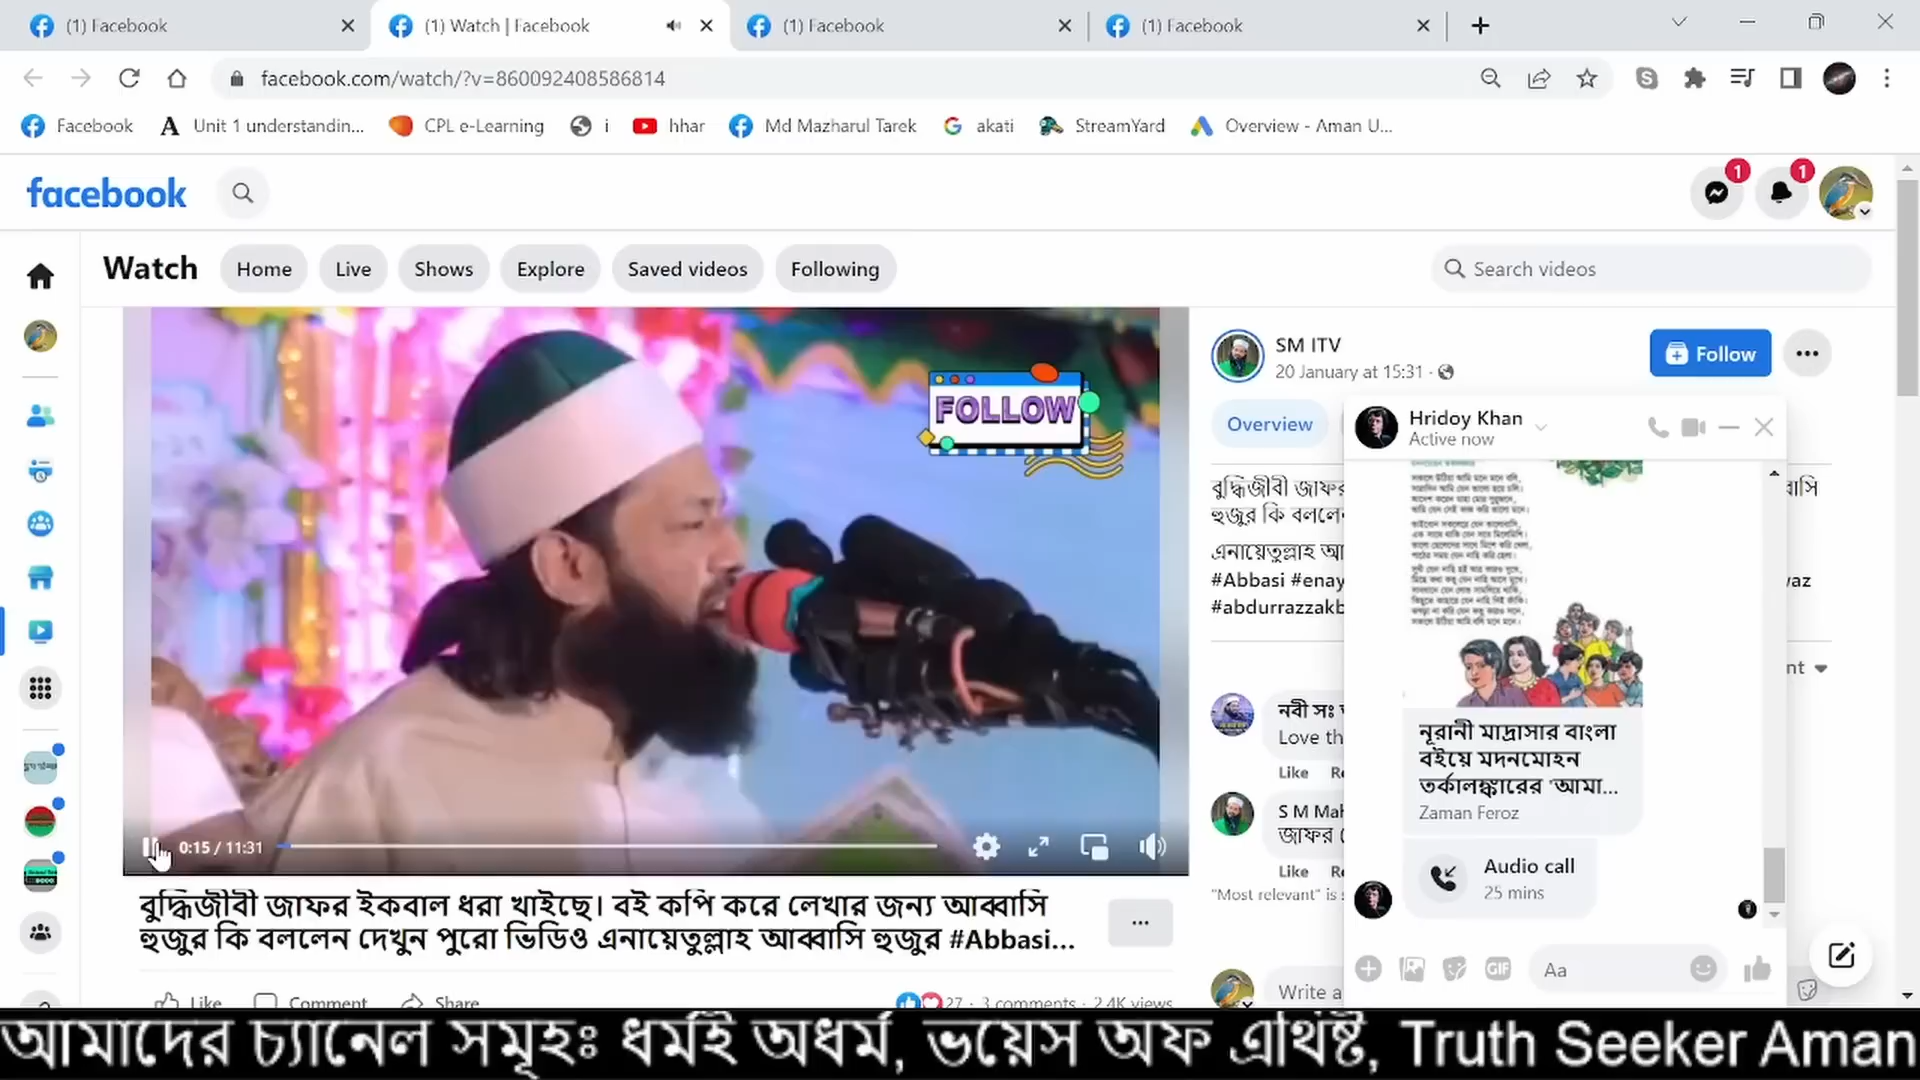 (1) Facebook
(1) Watch | Facebook
(1) Facebook
(1) Facebook
facebook.com/watch/?v=860092408586814
Facebook
Unit 1 understandin...
CPL e-Learning
i
hhar
Md Mazharul Tarek
akati
StreamYard
Overview - Aman U...
facebook
1
1
Watch
Home
Live
Shows
Explore
Saved videos
Following
Search videos
FOLLOW
0:15 / 11:31
বুদ্ধিজীবী জাফর ইকবাল ধরা খাইছে। বই কপি করে লেখার জন্য আব্বাসি
হুজুর কি বললেন দেখুন পুরো ভিডিও এনায়েতুল্লাহ আব্বাসি হুজুর #Abbasi...
Like
Comment
Share
27 · 3 comments · 2.4K views
SM ITV
20 January at 15:31
Follow
Overview
বুদ্ধিজীবী জাফর
হুজুর কি বললেন
এনায়েতুল্লাহ
#Abbasi
#abdurrazzakb
নবী সঃ
Love th
Like
S M Mah
জাফর
Like
"Most relevant" is
Write a
Hridoy Khan
Active now
নূরানী মাদ্রাসার বাংলা
বইয়ে মদনমোহন
তর্কালঙ্কারের 'আমা...
Zaman Feroz
Audio call
25 mins
GIF
Aa
আমাদের চ্যানেল সমূহঃ ধর্মই অধর্ম, ভয়েস অফ এথিষ্ট, Truth Seeker Aman